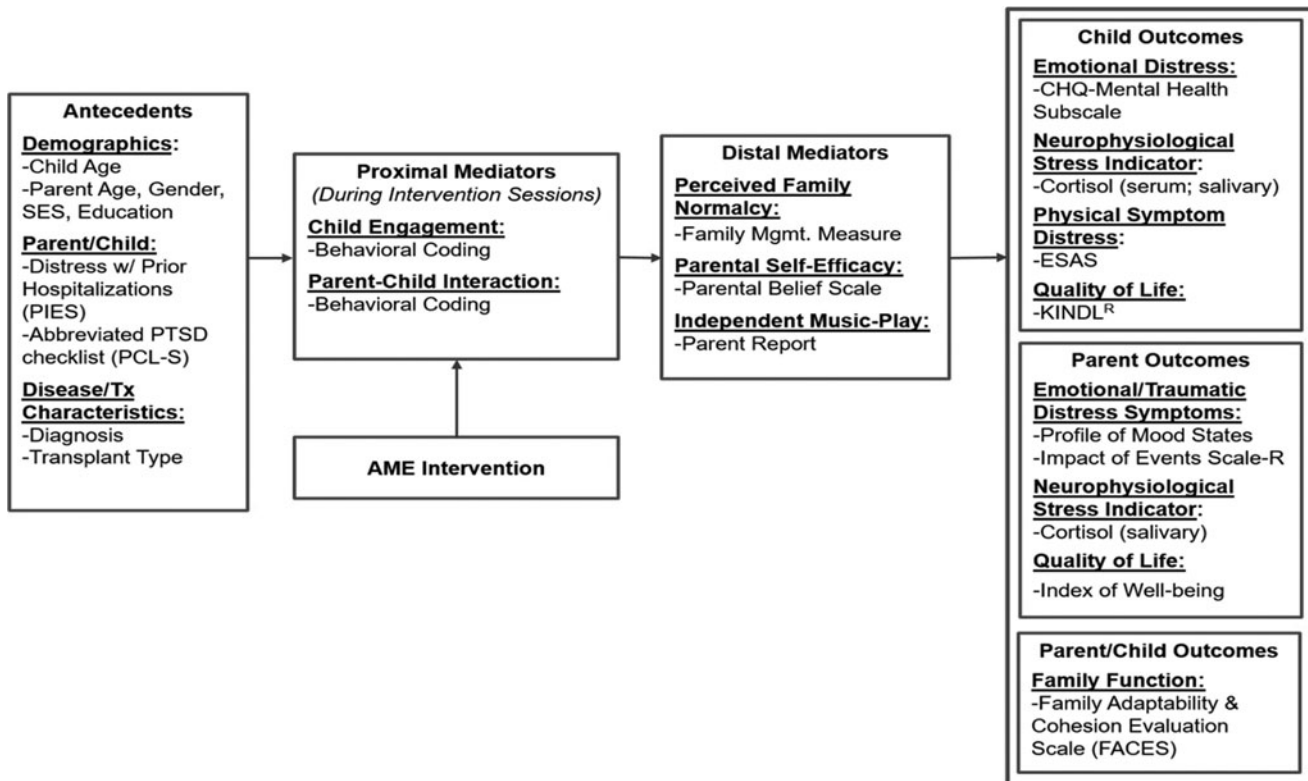 Antecedents
Demographics:
-Child Age
-Parent Age, Gender,
SES, Education
Parent/Child:
-Distress w/ Prior
Hospitalizations
(PIES)
-Abbreviated PTSD
checklist (PCL-S)
Disease/Tx
Characteristics:
-Diagnosis
-Transplant Type
Proximal Mediators
(During Intervention Sessions)
Child Engagement:
-Behavioral Coding
Parent-Child Interaction:
-Behavioral Coding
AME Intervention
Distal Mediators
Perceived Family
Normalcy:
-Family Mgmt. Measure
Parental Self-Efficacy:
-Parental Belief Scale
Independent Music-Play:
-Parent Report
Child Outcomes
Emotional Distress:
-CHQ-Mental Health
Subscale
Neurophysiological
Stress Indicator:
-Cortisol (serum; salivary)
Physical Symptom
Distress:
-ESAS
Quality of Life:
-KINDLᴿ
Parent Outcomes
Emotional/Traumatic
Distress Symptoms:
-Profile of Mood States
-Impact of Events Scale-R
Neurophysiological
Stress Indicator:
-Cortisol (salivary)
Quality of Life:
-Index of Well-being
Parent/Child Outcomes
Family Function:
-Family Adaptability &
Cohesion Evaluation
Scale (FACES)